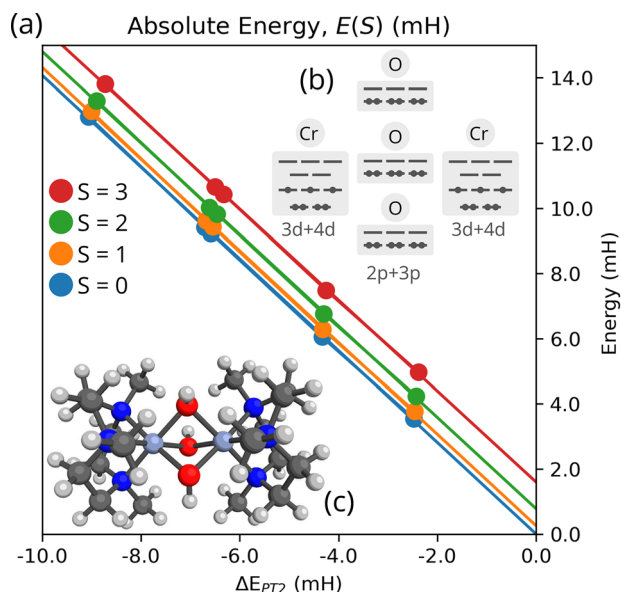 (a)
Absolute Energy, E(S) (mH)
(b)
O
Cr
O
Cr
O
3d+4d
3d+4d
2p+3p
S = 3
S = 2
S = 1
S = 0
(c)
14.0
12.0
10.0
8.0
6.0
4.0
2.0
0.0
Energy (mH)
-10.0 -8.0 -6.0 -4.0 -2.0 0.0
ΔE_PT2 (mH)